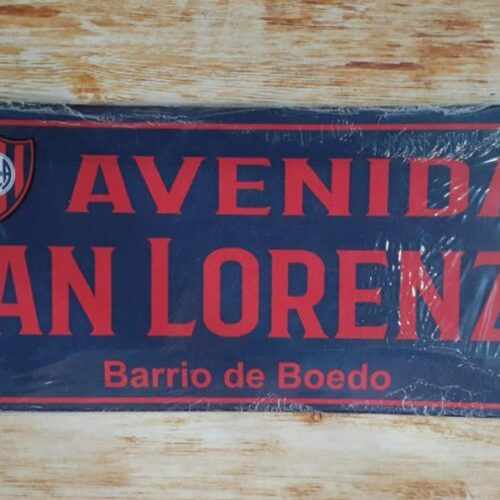 AVENIDA
AN LORENZ
Barrio de Boedo